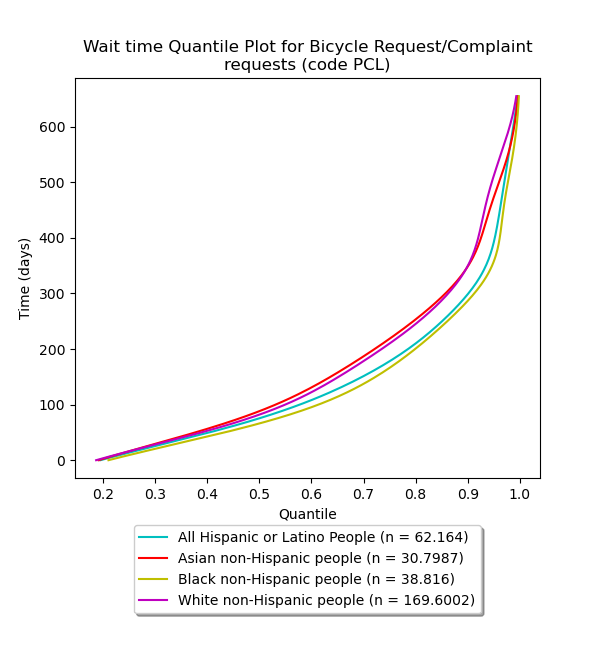 Wait time Quantile Plot for Bicycle Request/Complaint
requests (code PCL)
600
500
400
300
200
100
0
Time (days)
0.2 0.3 0.4 0.5 0.6 0.7 0.8 0.9 1.0
Quantile
All Hispanic or Latino People (n = 62.164)
Asian non-Hispanic people (n = 30.7987)
Black non-Hispanic people (n = 38.816)
White non-Hispanic people (n = 169.6002)